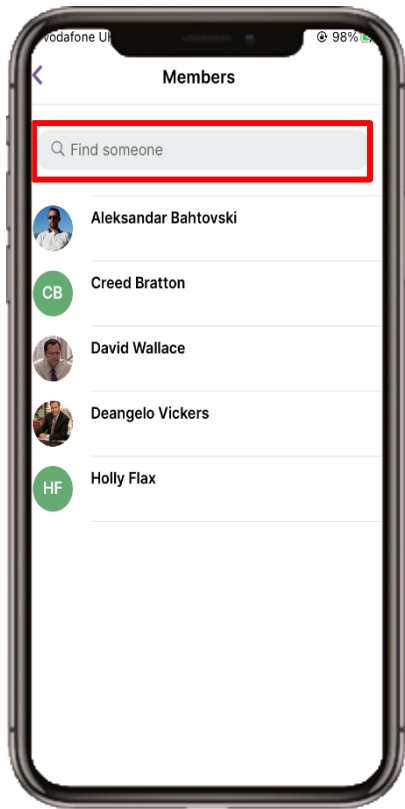 vodafone UK 98%
Members
Find someone
Aleksandar Bahtovski
CB Creed Bratton
David Wallace
Deangelo Vickers
HF Holly Flax